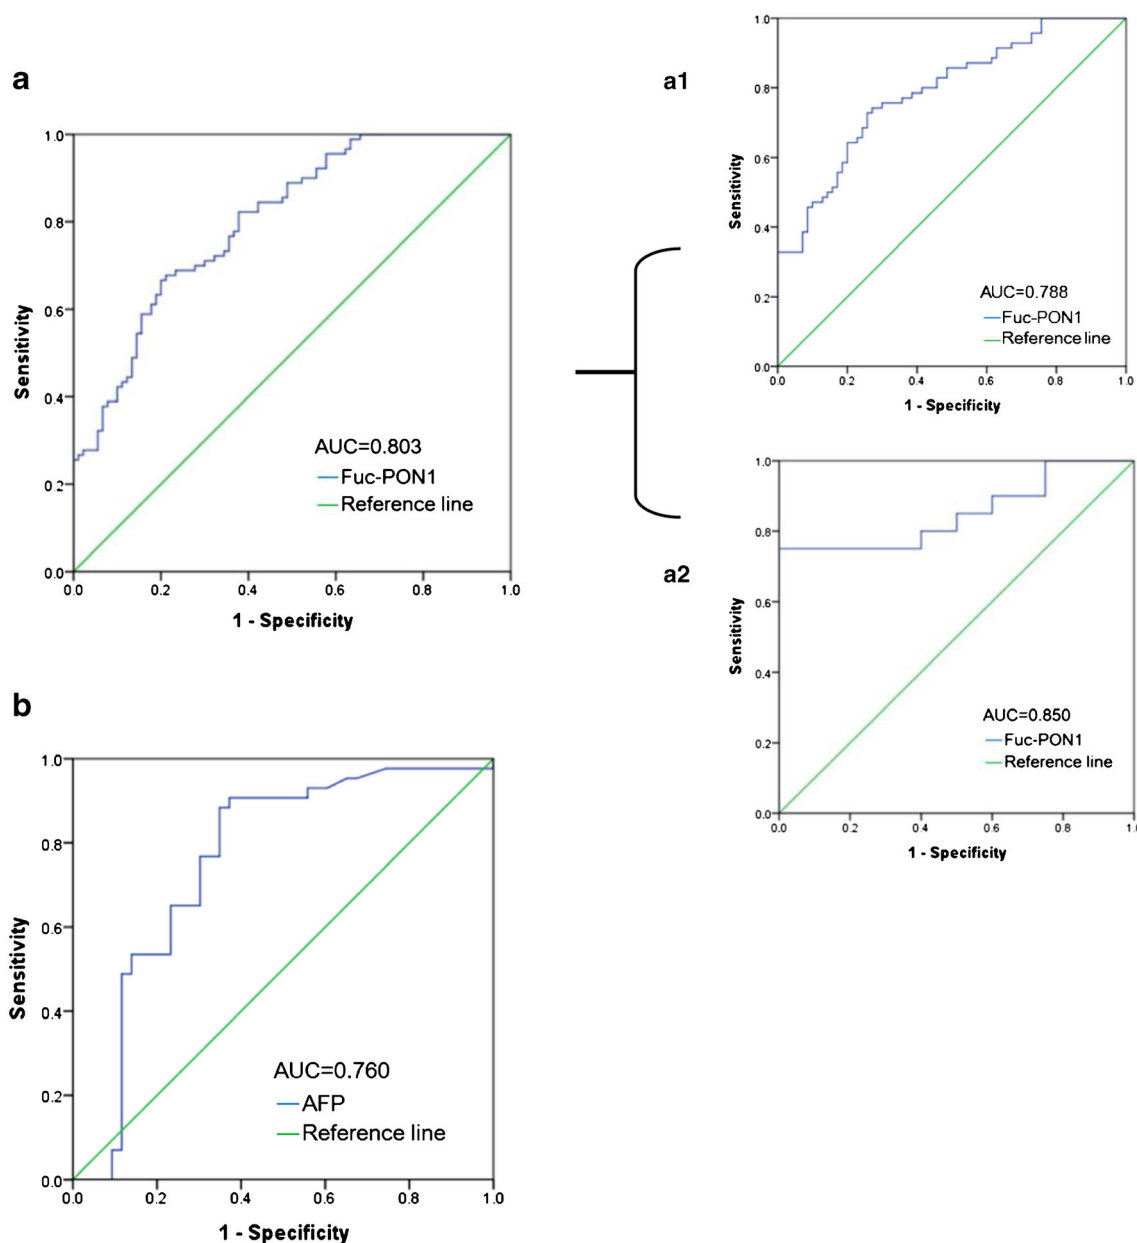 a
1.0
0.8
0.6
0.4
0.2
0.0
0.0 0.2 0.4 0.6 0.8 1.0
Sensitivity
1 - Specificity
AUC=0.803
Fuc-PON1
Reference line
a1
1.0
0.8
0.6
0.4
0.2
0.0
0.0 0.2 0.4 0.6 0.8 1.0
Sensitivity
1 - Specificity
AUC=0.788
Fuc-PON1
Reference line
a2
1.0
0.8
0.6
0.4
0.2
0.0
0.0 0.2 0.4 0.6 0.8 1.0
Sensitivity
1 - Specificity
AUC=0.850
Fuc-PON1
Reference line
b
1.0
0.8
0.6
0.4
0.2
0.0
0.0 0.2 0.4 0.6 0.8 1.0
Sensitivity
1 - Specificity
AUC=0.760
AFP
Reference line